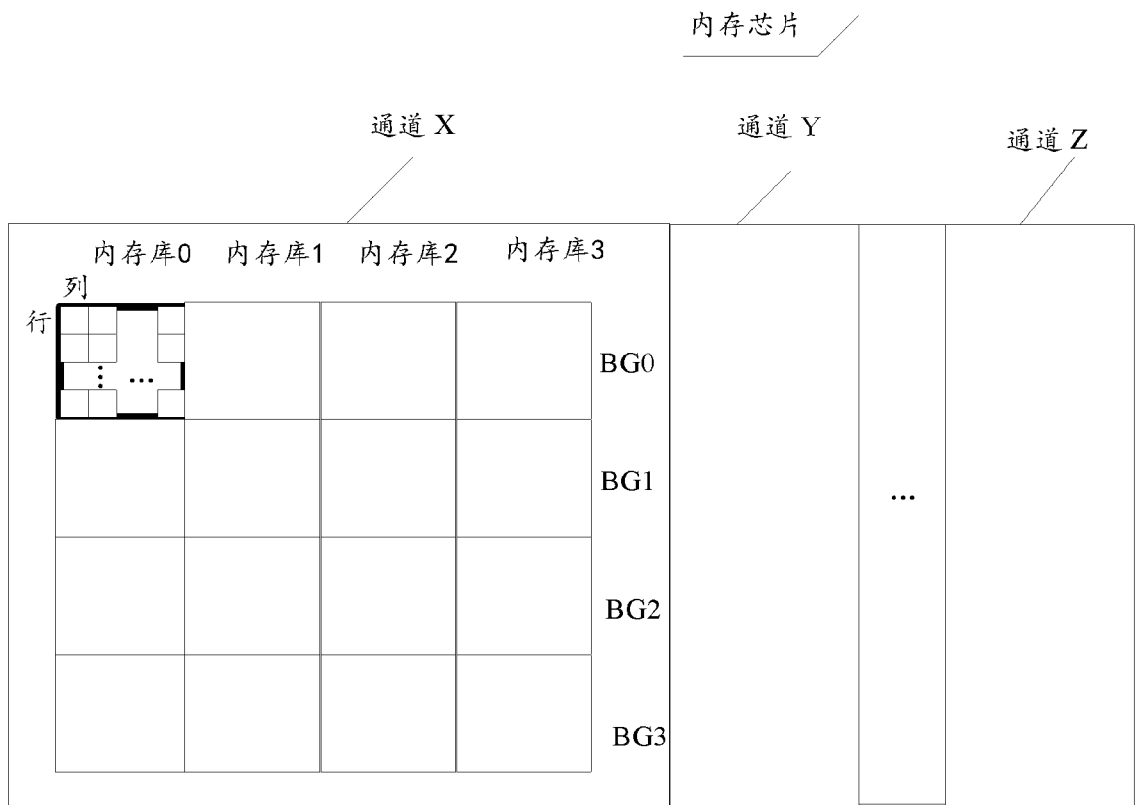 内存芯片
通道 X
通道 Y
通道 Z
内存库0 内存库1 内存库2 内存库3
列
行
BG0
...
...
BG1
...
BG2
BG3